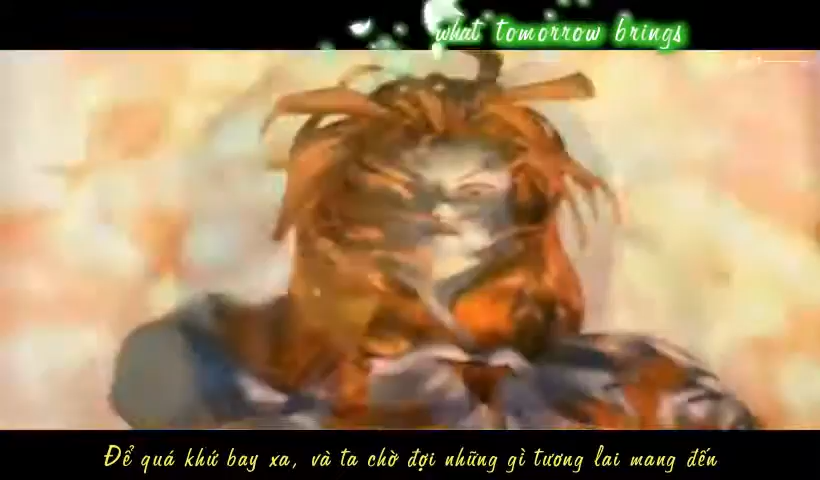 what tomorrow brings
Để quá khứ bay xa, và ta chờ đợi những gì tương lai mang đến